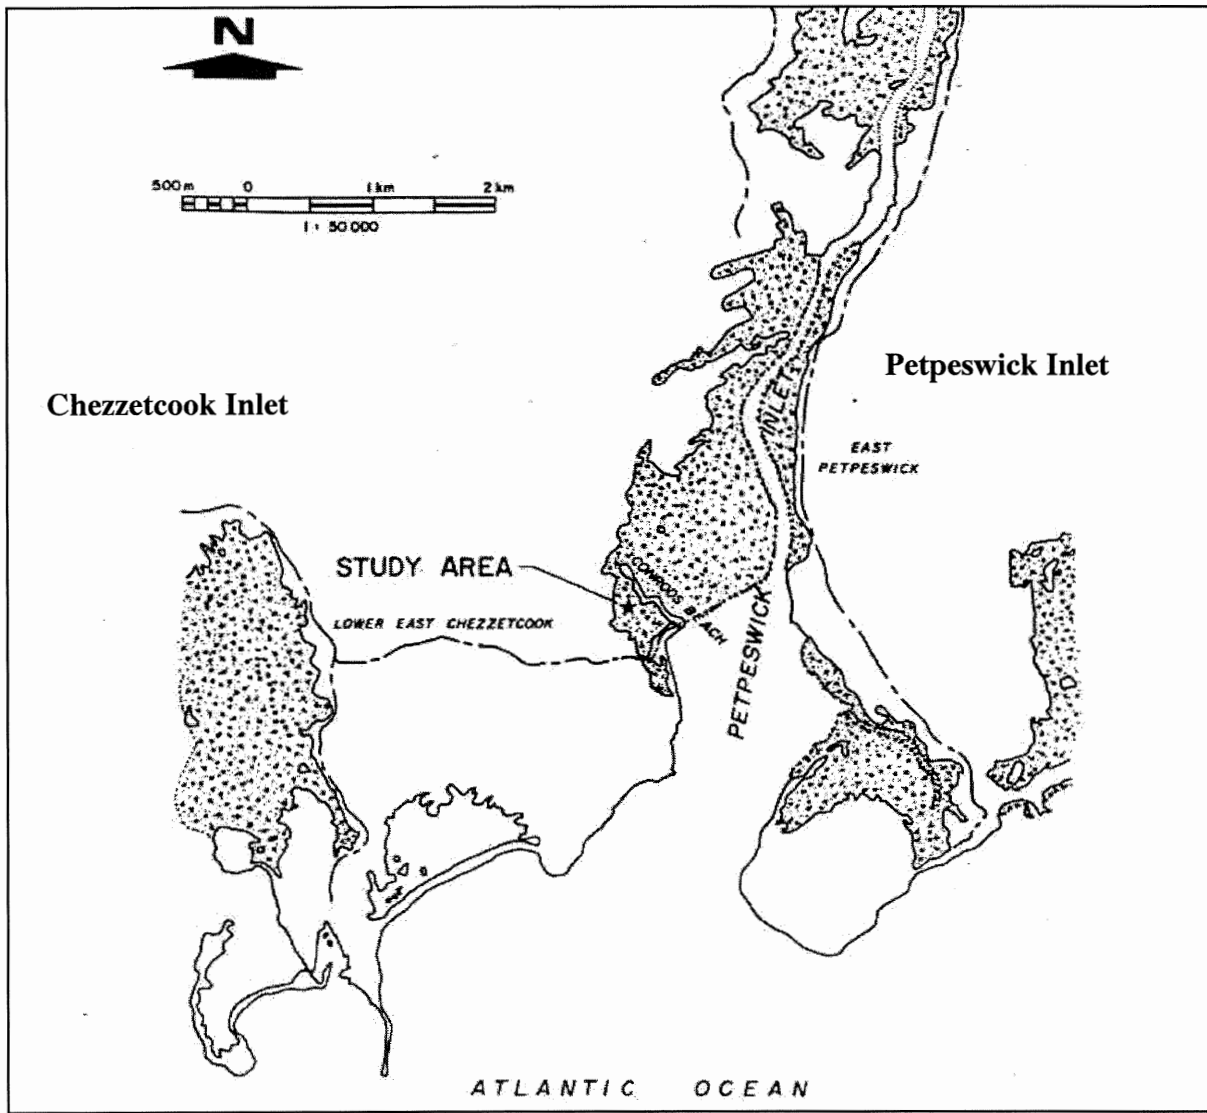 N
500 m 0 1 km 2 km
1 : 50 000
Petpeswick Inlet
Chezzetcook Inlet
INLET
EAST
PETPESWICK
STUDY AREA
CONRODS BEACH
LOWER EAST CHEZZETCOOK
PETPESWICK
ATLANTIC OCEAN